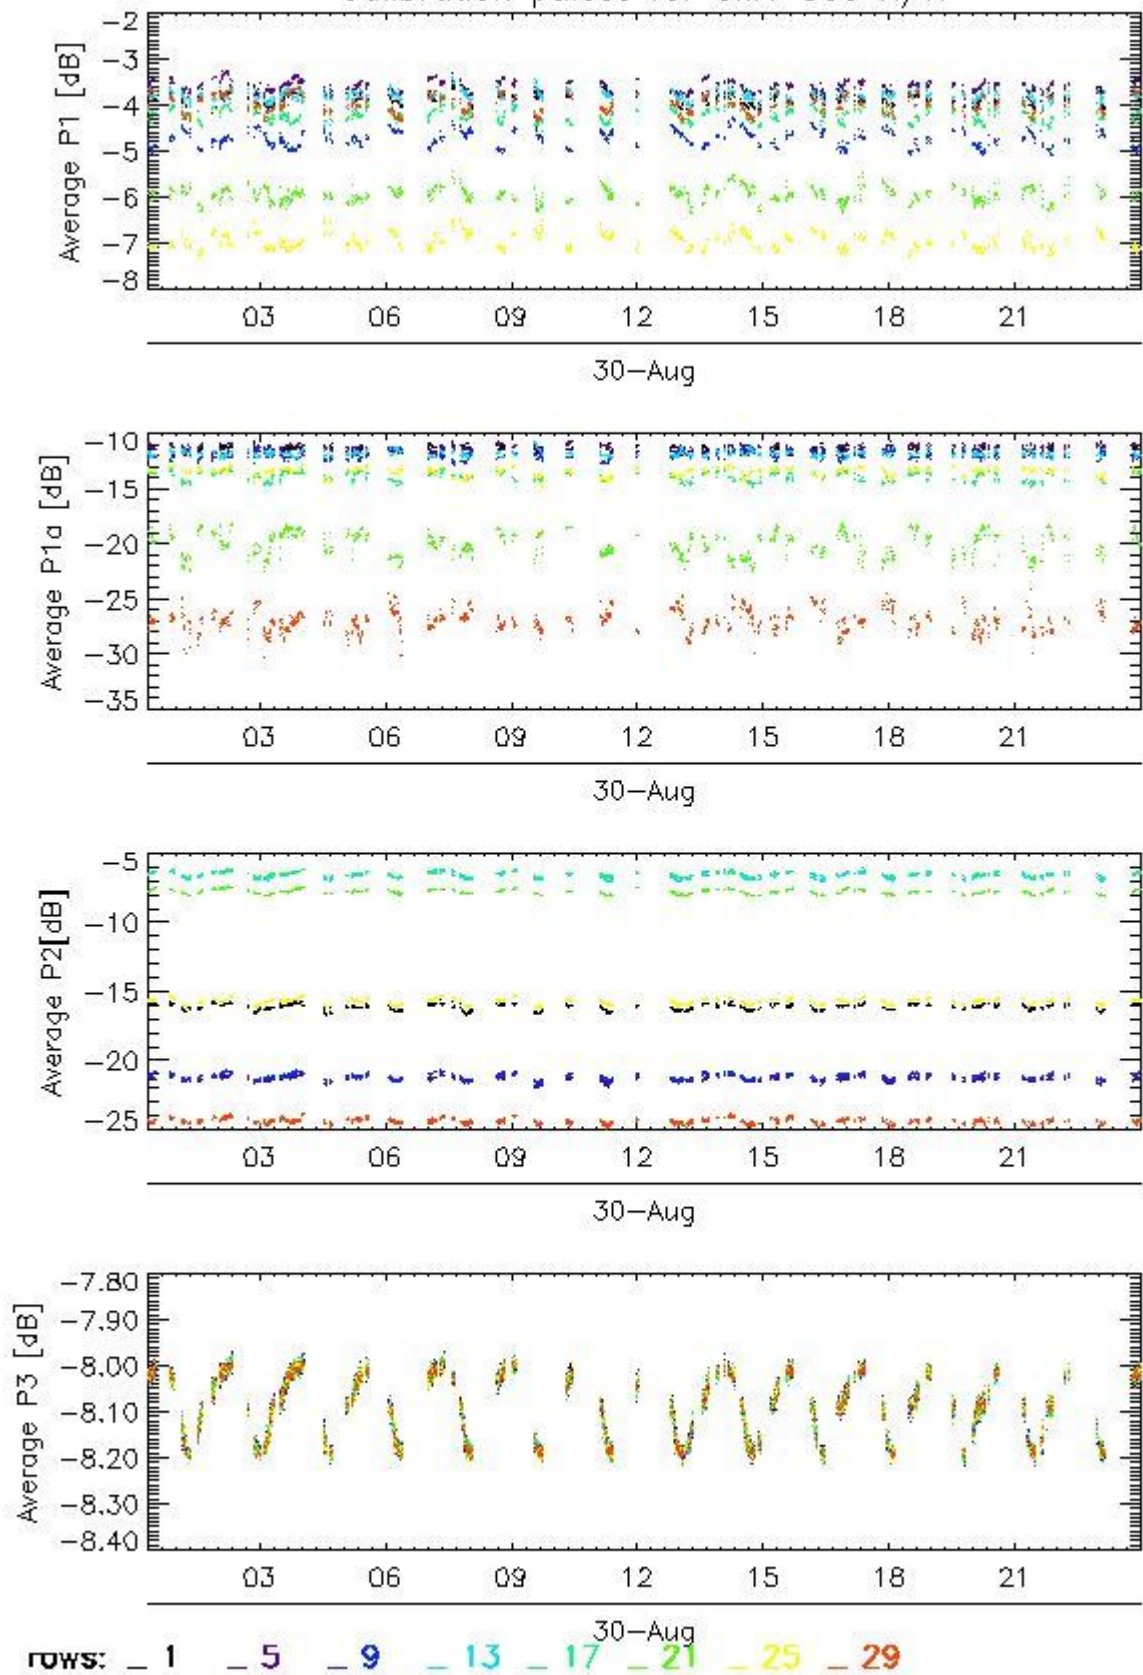 Average P1 [dB]
-2
-3
-4
-5
-6
-7
-8
03 06 09 12 15 18 21
30-Aug
Average P1a [dB]
-10
-15
-20
-25
-30
-35
03 06 09 12 15 18 21
30-Aug
Average P2[dB]
-5
-10
-15
-20
-25
03 06 09 12 15 18 21
30-Aug
Average P3 [dB]
-7.80
-7.90
-8.00
-8.10
-8.20
-8.30
-8.40
03 06 09 12 15 18 21
30-Aug
rows: _ 1 _ 5 _ 9 _ 13 _ 17 _ 21 _ 25 _ 29